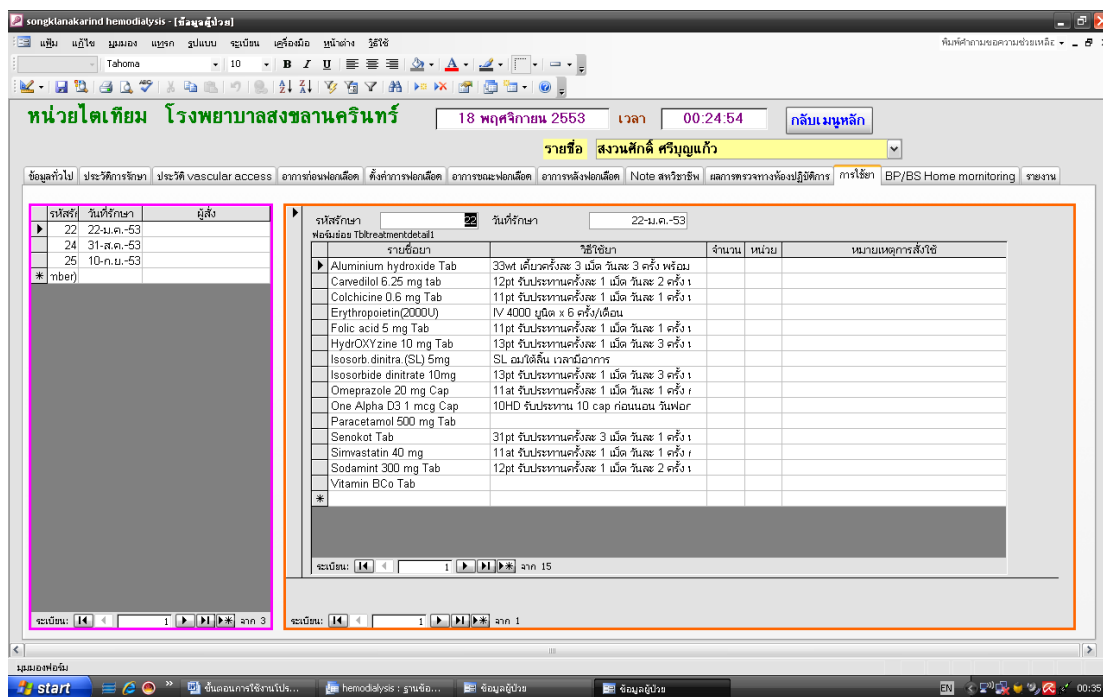 songklanakarind hemodialysis - [ข้อมูลผู้ป่วย]
แฟ้ม แก้ไข มุมมอง แทรก รูปแบบ ระเบียน เครื่องมือ หน้าต่าง วิธีใช้ พิมพ์คำถามขอความช่วยเหลือ
Tahoma 10 B I U
หน่วยไตเทียม โรงพยาบาลสงขลานครินทร์ 18 พฤศจิกายน 2553 เวลา 00:24:54 กลับเมนูหลัก
รายชื่อ สงวนศักดิ์ ศรีบุญแก้ว
ข้อมูลทั่วไป ประวัติการรักษา ประวัติ vascular access อาการก่อนฟอกเลือด ตั้งค่าการฟอกเลือด อาการขณะฟอกเลือด อาการหลังฟอกเลือด Note สหวิชาชีพ ผลการตรวจทางห้องปฏิบัติการ การใช้ยา BP/BS Home mornitoring รายงาน
รหัสรั วันที่รักษา ผู้สั่ง
22 22-ม.ค.-53
24 31-ส.ค.-53
25 10-ก.ย.-53
mber)
ระเบียน: 1 จาก 3
รหัสรักษา 22 วันที่รักษา 22-ม.ค.-53
ฟอร์มย่อย Tbltreatmentdetail1
รายชื่อยา วิธีใช้ยา จำนวน หน่วย หมายเหตุการสั่งใช้
Aluminium hydroxide Tab 33wt เคี้ยวครั้งละ 3 เม็ด วันละ 3 ครั้ง พร้อม
Carvedilol 6.25 mg tab 12pt รับประทานครั้งละ 1 เม็ด วันละ 2 ครั้ง
Colchicine 0.6 mg Tab 11pt รับประทานครั้งละ 1 เม็ด วันละ 1 ครั้ง
Erythropoietin(2000U) IV 4000 ยูนิต x 6 ครั้ง/เดือน
Folic acid 5 mg Tab 11pt รับประทานครั้งละ 1 เม็ด วันละ 1 ครั้ง
HydrOXYzine 10 mg Tab 13pt รับประทานครั้งละ 1 เม็ด วันละ 3 ครั้ง
Isosorb.dinitra.(SL) 5mg SL อมใต้ลิ้น เวลามีอาการ
Isosorbide dinitrate 10mg 13pt รับประทานครั้งละ 1 เม็ด วันละ 3 ครั้ง
Omeprazole 20 mg Cap 11at รับประทานครั้งละ 1 เม็ด วันละ 1 ครั้ง
One Alpha D3 1 mcg Cap 10HD รับประทาน 10 cap ก่อนนอน วันฟอก
Paracetamol 500 mg Tab
Senokot Tab 31pt รับประทานครั้งละ 3 เม็ด วันละ 1 ครั้ง
Simvastatin 40 mg 11at รับประทานครั้งละ 1 เม็ด วันละ 1 ครั้ง
Sodamint 300 mg Tab 12pt รับประทานครั้งละ 1 เม็ด วันละ 2 ครั้ง
Vitamin BCo Tab
ระเบียน: 1 จาก 15
ระเบียน: 1 จาก 1
มุมมองฟอร์ม
start ขั้นตอนการใช้งานโปร... hemodialysis : ฐานข้อ... ข้อมูลผู้ป่วย ข้อมูลผู้ป่วย EN 00:35